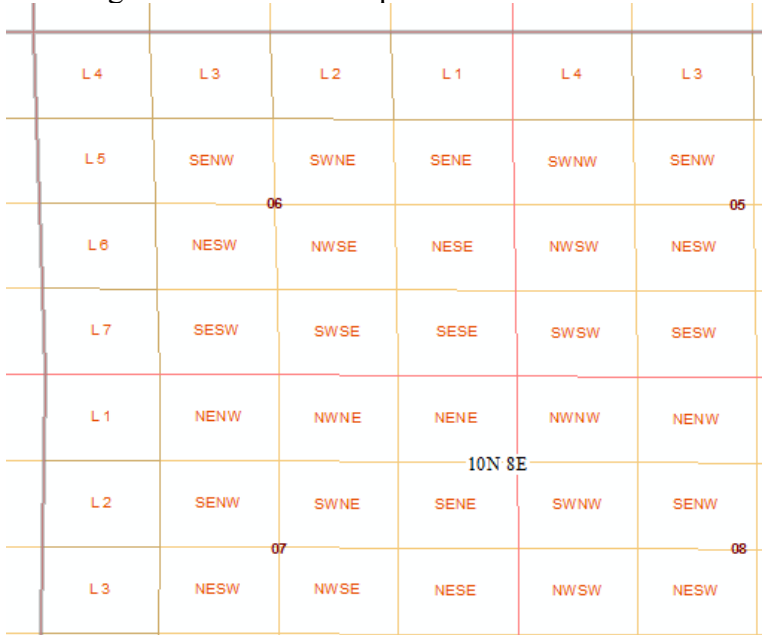 L 4 L 3 L 2 L 1 L 4 L 3
L 5 SENW SWNE SENE SWNW SENW
06 05
L 6 NESW NWSE NESE NWSW NESW
L 7 SESW SWSE SESE SWSW SESW
L 1 NENW NWNE NENE NWNW NENW
10N 8E
L 2 SENW SWNE SENE SWNW SENW
07 08
L 3 NESW NWSE NESE NWSW NESW